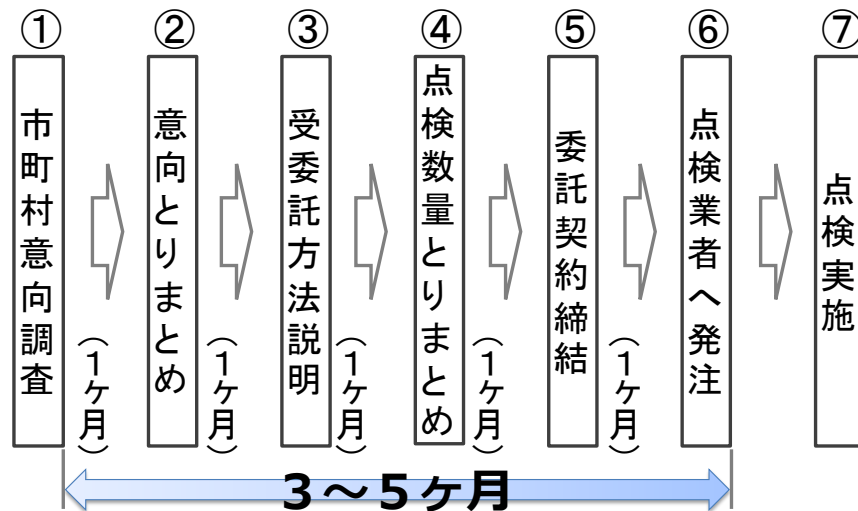 ①
市町村意向調査
(1ヶ月)
②
意向とりまとめ
(1ヶ月)
③
受委託方法説明
(1ヶ月)
④
点検数量とりまとめ
(1ヶ月)
⑤
委託契約締結
(1ヶ月)
⑥
点検業者へ発注
⑦
点検実施
3~5ヶ月